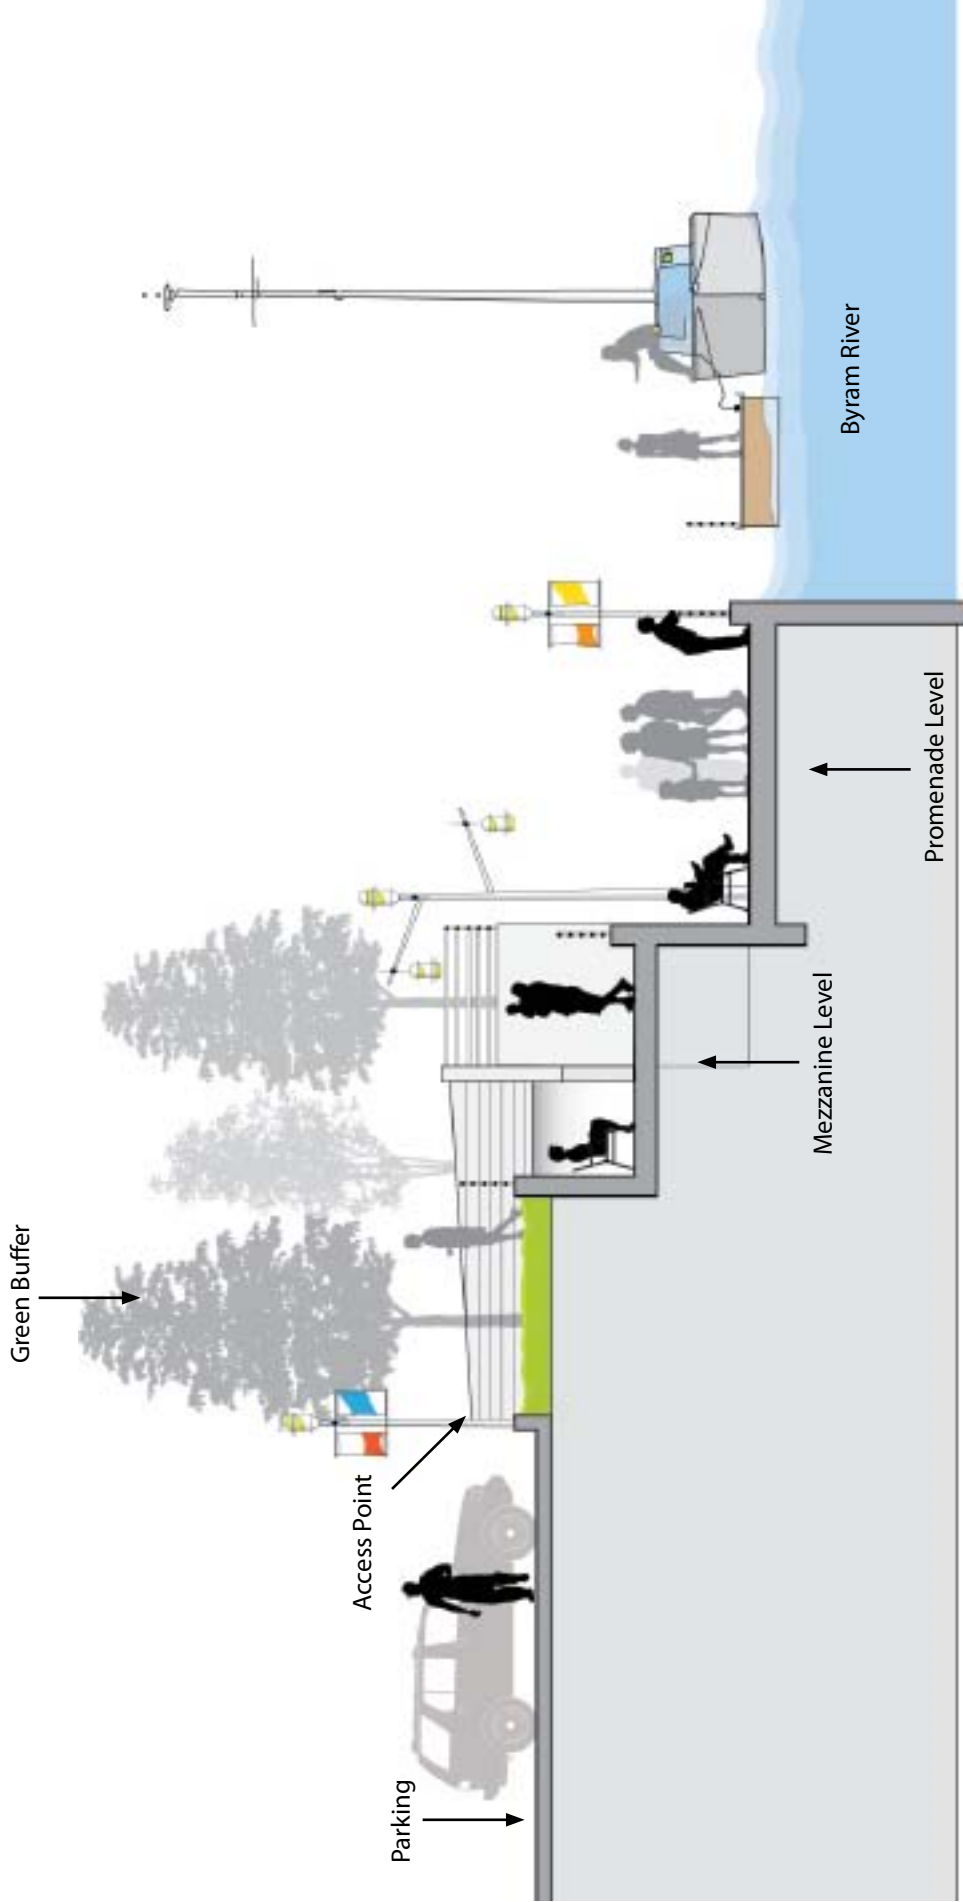 Green Buffer
Access Point
Parking
Mezzanine Level
Promenade Level
Byram River